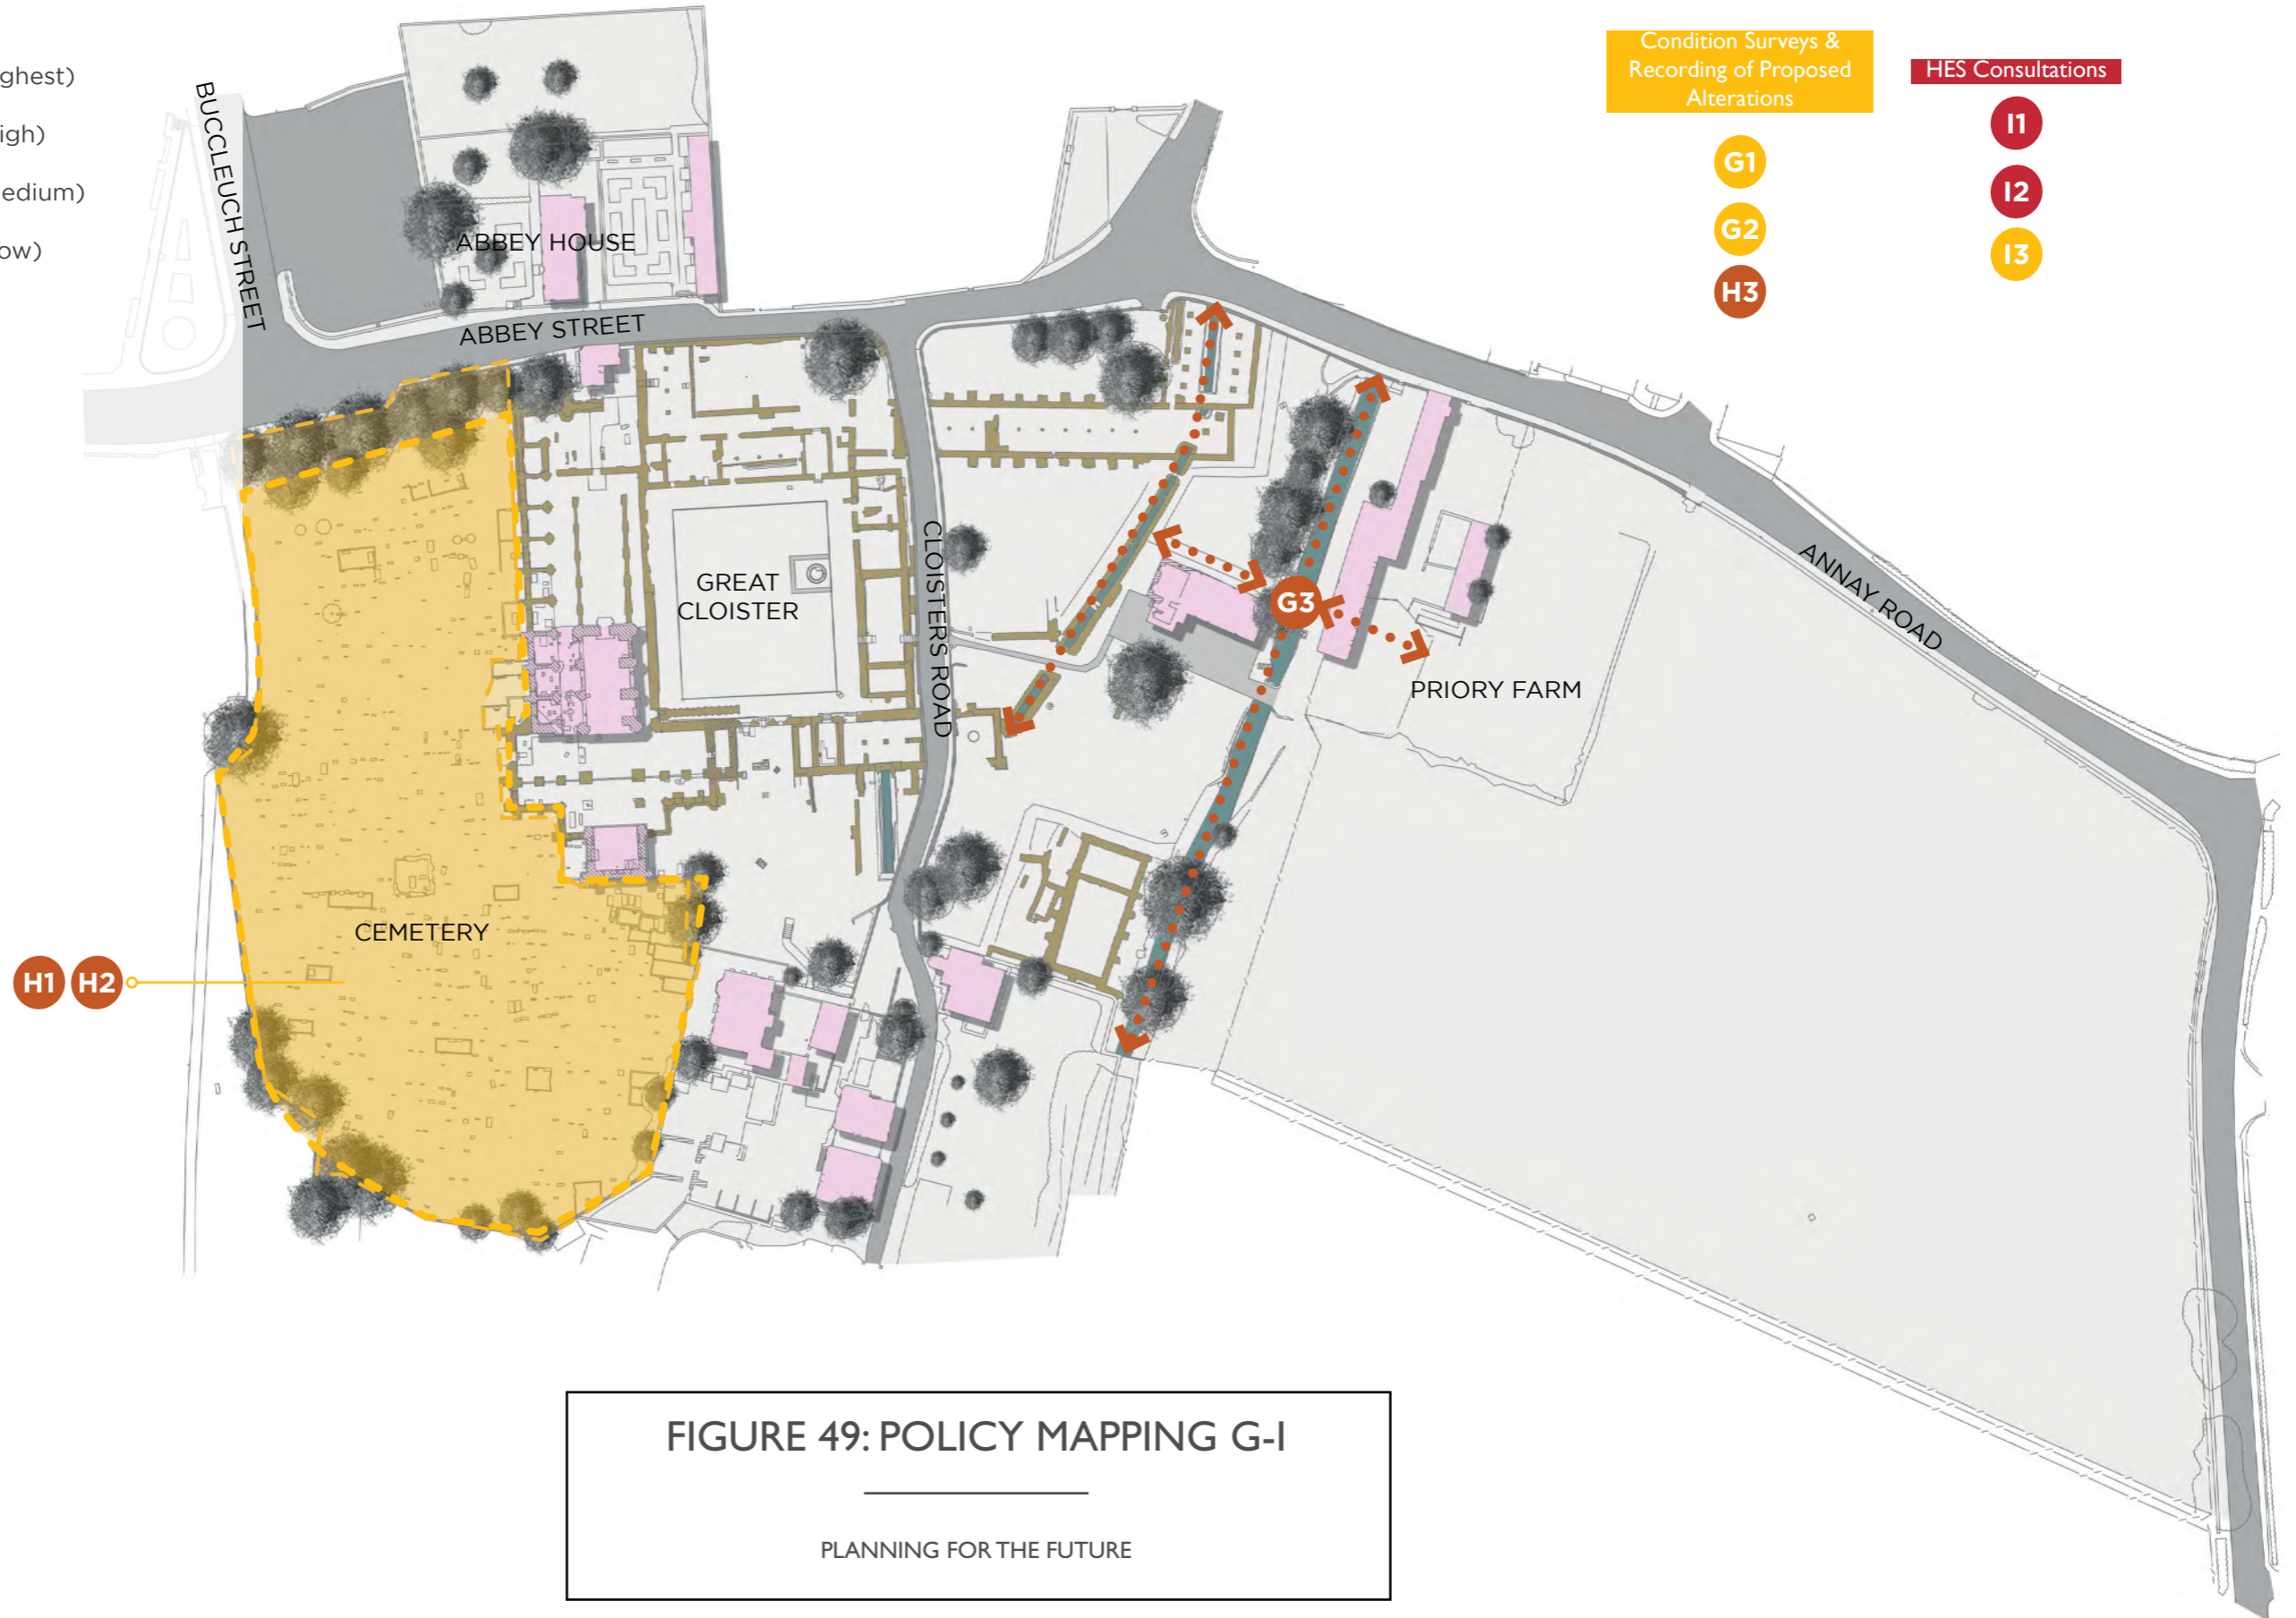 ghest)
igh)
edium)
ow)
Condition Surveys &
Recording of Proposed
Alterations
G1
G2
H3
HES Consultations
I1
I2
I3
BUCCLEUCH STREET
ABBEY HOUSE
ABBEY STREET
GREAT
CLOISTER
CLOISTERS ROAD
G3
PRIORY FARM
ANNAY ROAD
CEMETERY
H1 H2
FIGURE 49: POLICY MAPPING G-I
PLANNING FOR THE FUTURE